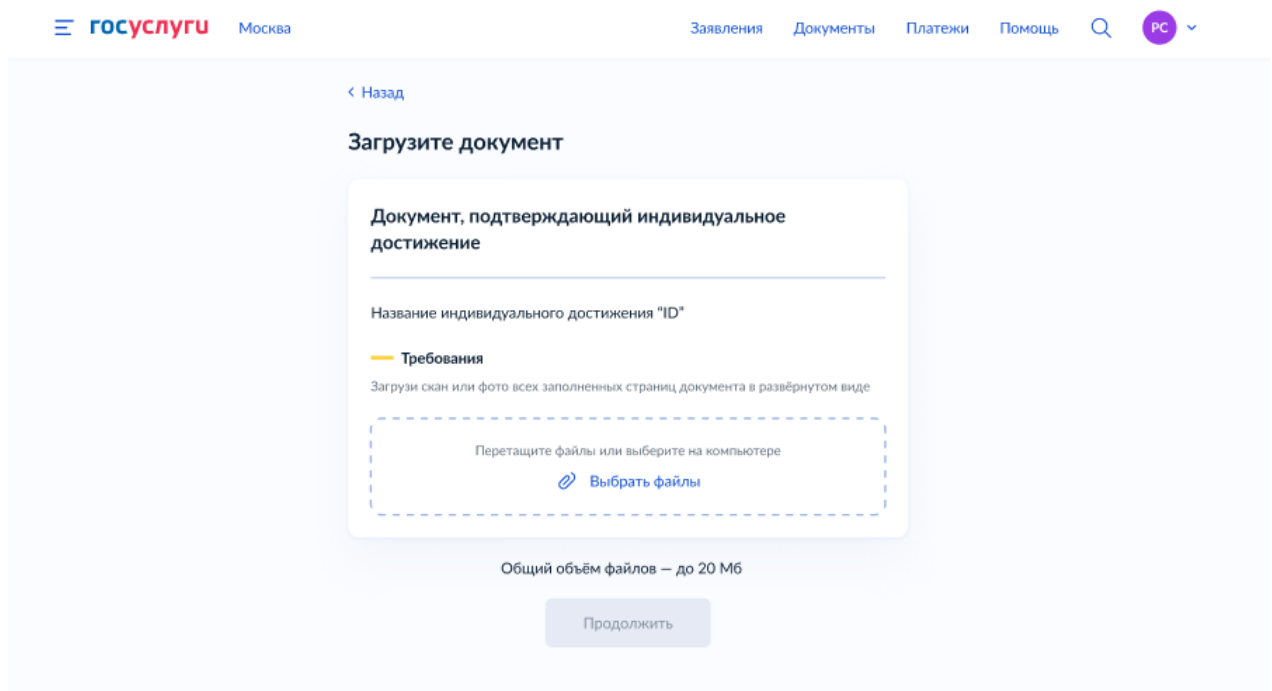 госуслуги Москва Заявления Документы Платежи Помощь РС
Назад
Загрузите документ
Документ, подтверждающий индивидуальное
достижение
Название индивидуального достижения “ID”
Требования
Загрузи скан или фото всех заполненных страниц документа в развёрнутом виде
Перетащите файлы или выберите на компьютере
Выбрать файлы
Общий объём файлов — до 20 Мб
Продолжить